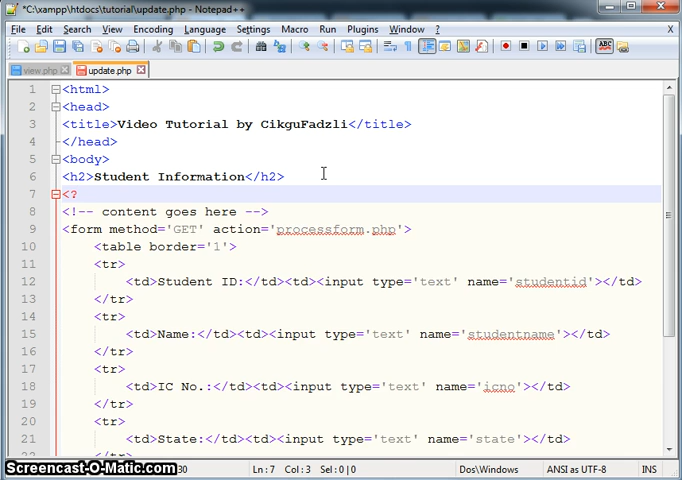 *C:\xampp\htdocs\tutorial\update.php - Notepad++
File Edit Search View Encoding Language Settings Macro Run Plugins Window ? X
ABC
view.php update.php
1 <html>
2 <head>
3 <title>Video Tutorial by CikguFadzli</title>
4 </head>
5 <body>
6 <h2>Student Information</h2>
7 <?
8 <!-- content goes here -->
9 <form method='GET' action='processform.php'>
10 <table border='1'>
11 <tr>
12 <td>Student ID:</td><td><input type='text' name='studentid'></td>
13 </tr>
14 <tr>
15 <td>Name:</td><td><input type='text' name='studentname'></td>
16 </tr>
17 <tr>
18 <td>IC No.:</td><td><input type='text' name='icno'></td>
19 </tr>
20 <tr>
21 <td>State:</td><td><input type='text' name='state'></td>
22 </tr>
Screencast-O-Matic.com 30 Ln : 7 Col : 3 Sel : 0 | 0 Dos\Windows ANSI as UTF-8 INS